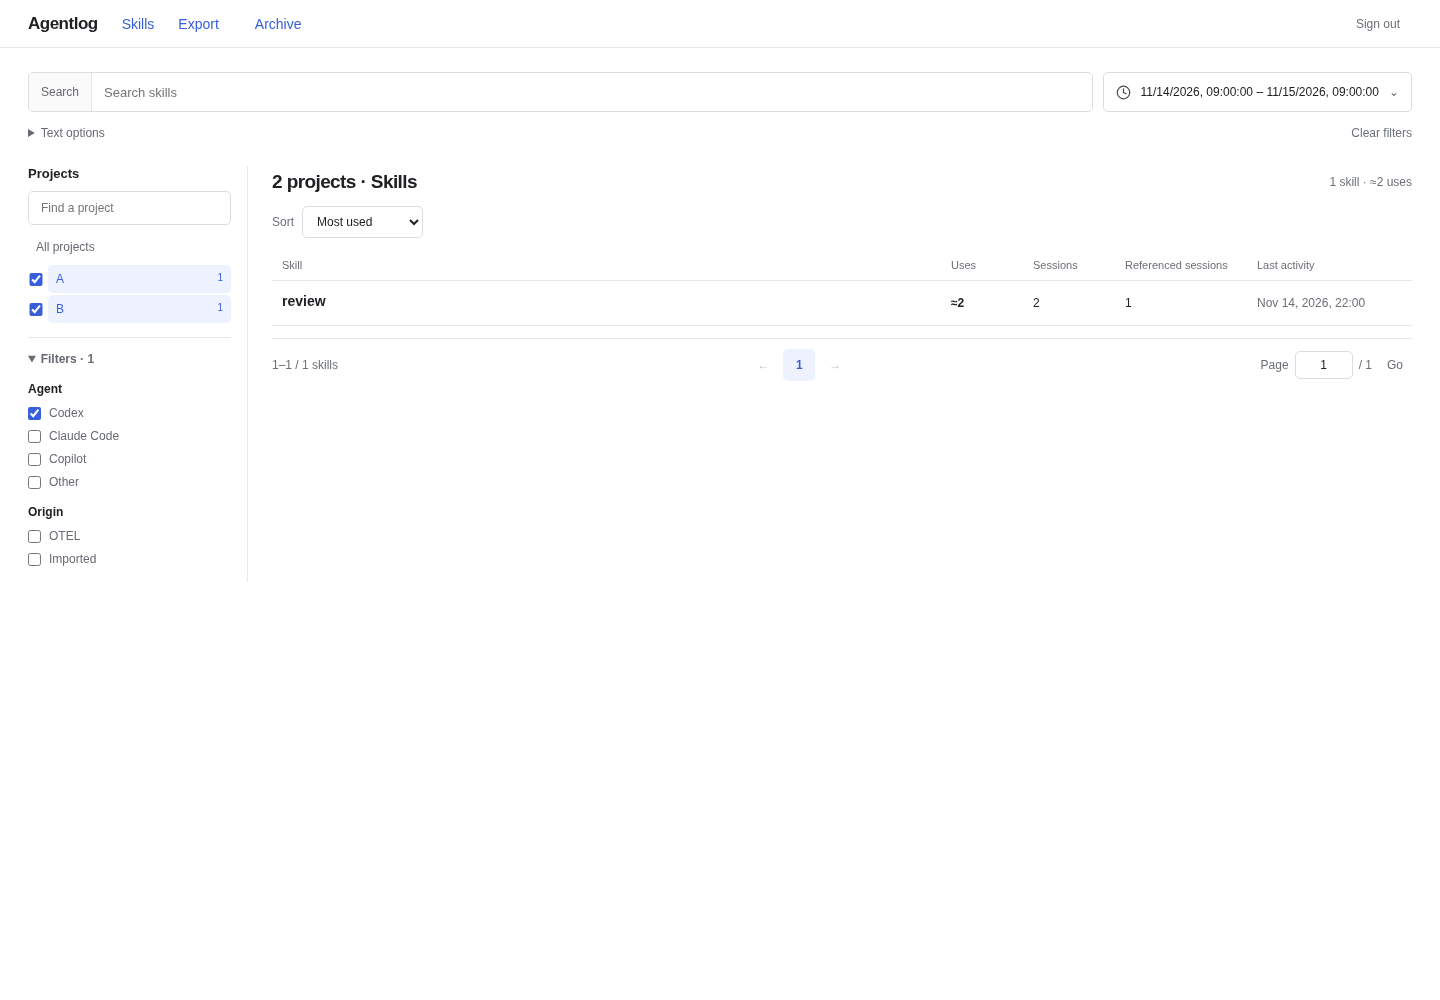 Agentlog Skills Export Archive Sign out
Search Search skills 11/14/2026, 09:00:00 – 11/15/2026, 09:00:00
Text options Clear filters
Projects
Find a project
All projects
A 1
B 1
Filters · 1
Agent
Codex
Claude Code
Copilot
Other
Origin
OTEL
Imported
2 projects · Skills 1 skill · ≈2 uses
Sort Most used
Skill Uses Sessions Referenced sessions Last activity
review ≈2 2 1 Nov 14, 2026, 22:00
1–1 / 1 skills ← 1 → Page 1 / 1 Go